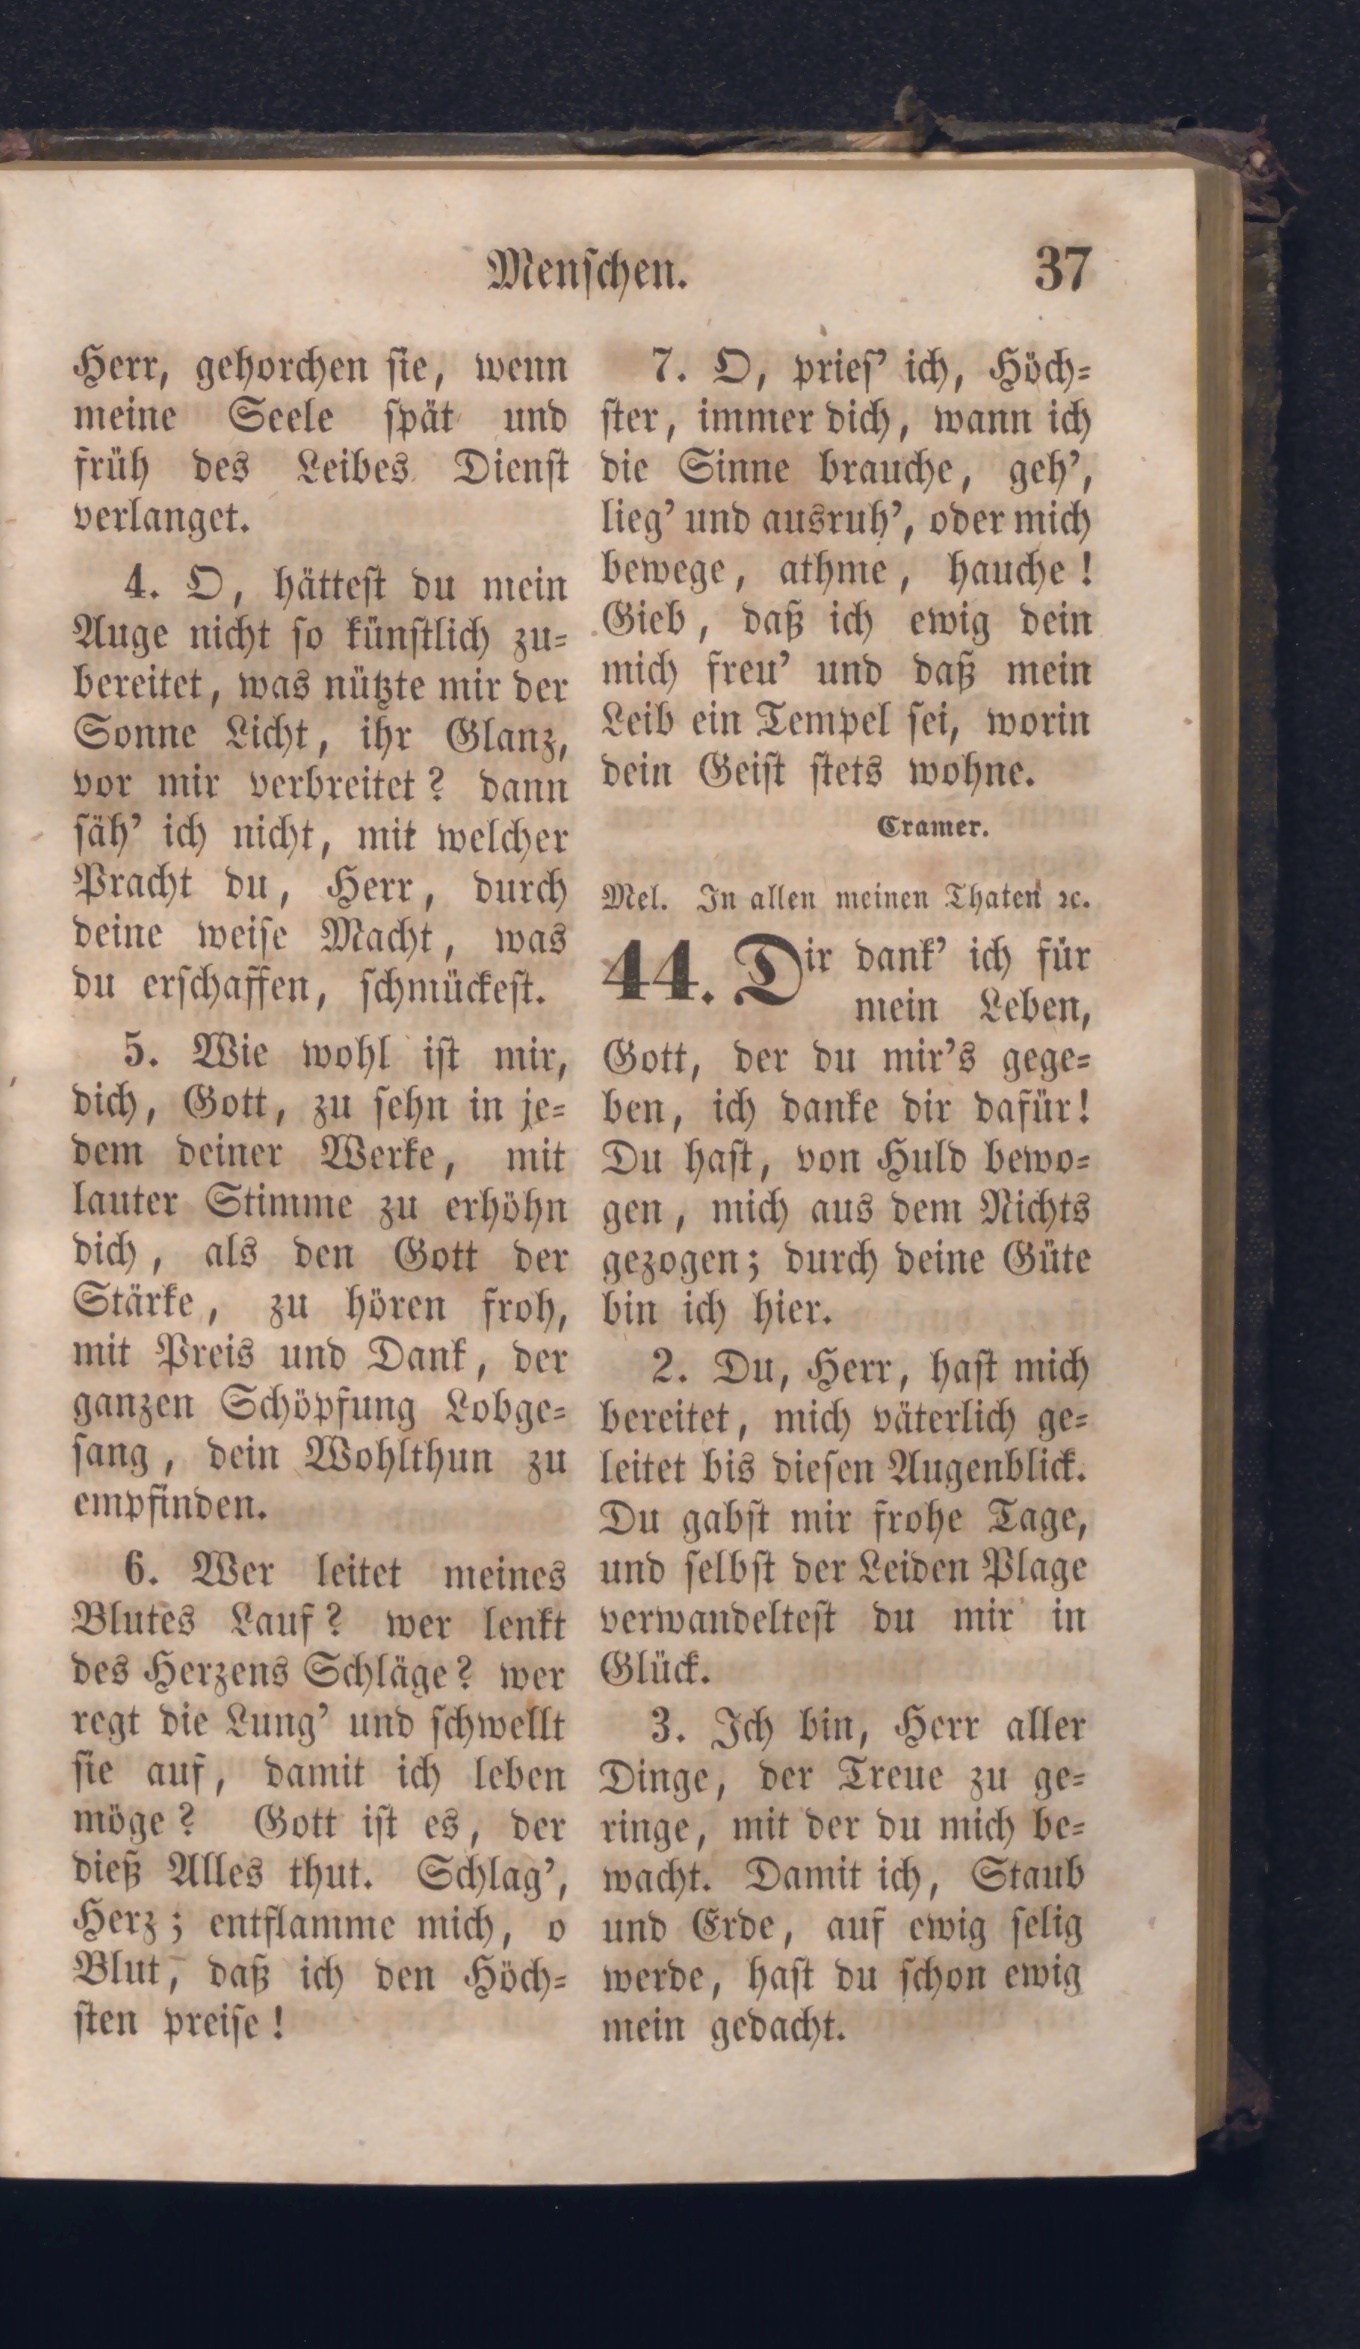 Menschen.
37
Herr, gehorchen sie, wenn
meine Seele spät und
früh des Leibes Dienst
verlanget.
4. O, hättest du mein
Auge nicht so künstlich zu-
bereitet, was nützte mir der
Sonne Licht, ihr Glanz,
vor mir verbreitet? dann
säh' ich nicht, mit welcher
Pracht du, Herr, durch
deine weise Macht, was
du erschaffen, schmückest.
5. Wie wohl ist mir,
dich, Gott, zu sehn in je-
dem deiner Werke, mit
lauter Stimme zu erhöhn
dich, als den Gott der
Stärke, zu hören froh,
mit Preis und Dank, der
ganzen Schöpfung Lobge-
sang, dein Wohlthun zu
empfinden.
6. Wer leitet meines
Blutes Lauf? wer lenkt
des Herzens Schläge? wer
regt die Lung' und schwellt
sie auf, damit ich leben
möge? Gott ist es, der
dieß Alles thut. Schlag',
Herz; entflamme mich, o
Blut, daß ich den Höch-
sten preise!
7. O, pries' ich, Höch-
ster, immer dich, wann ich
die Sinne brauche, geh',
lieg' und ausruh', oder mich
bewege, athme, hauche!
Gieb, daß ich ewig dein
mich freu' und daß mein
Leib ein Tempel sei, worin
dein Geist stets wohne.
Cramer.
Mel. In allen meinen Thaten ꝛc.
44. Dir dank' ich für
mein Leben,
Gott, der du mir's gege-
ben, ich danke dir dafür!
Du hast, von Huld bewo-
gen, mich aus dem Nichts
gezogen; durch deine Güte
bin ich hier.
2. Du, Herr, hast mich
bereitet, mich väterlich ge-
leitet bis diesen Augenblick.
Du gabst mir frohe Tage,
und selbst der Leiden Plage
verwandeltest du mir in
Glück.
3. Ich bin, Herr aller
Dinge, der Treue zu ge-
ringe, mit der du mich be-
wacht. Damit ich, Staub
und Erde, auf ewig selig
werde, hast du schon ewig
mein gedacht.